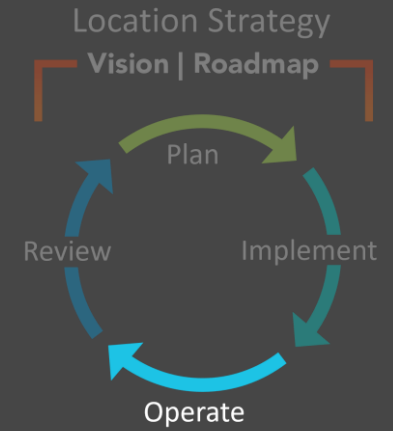 Location Strategy
Vision | Roadmap
Plan
Review
Implement
Operate